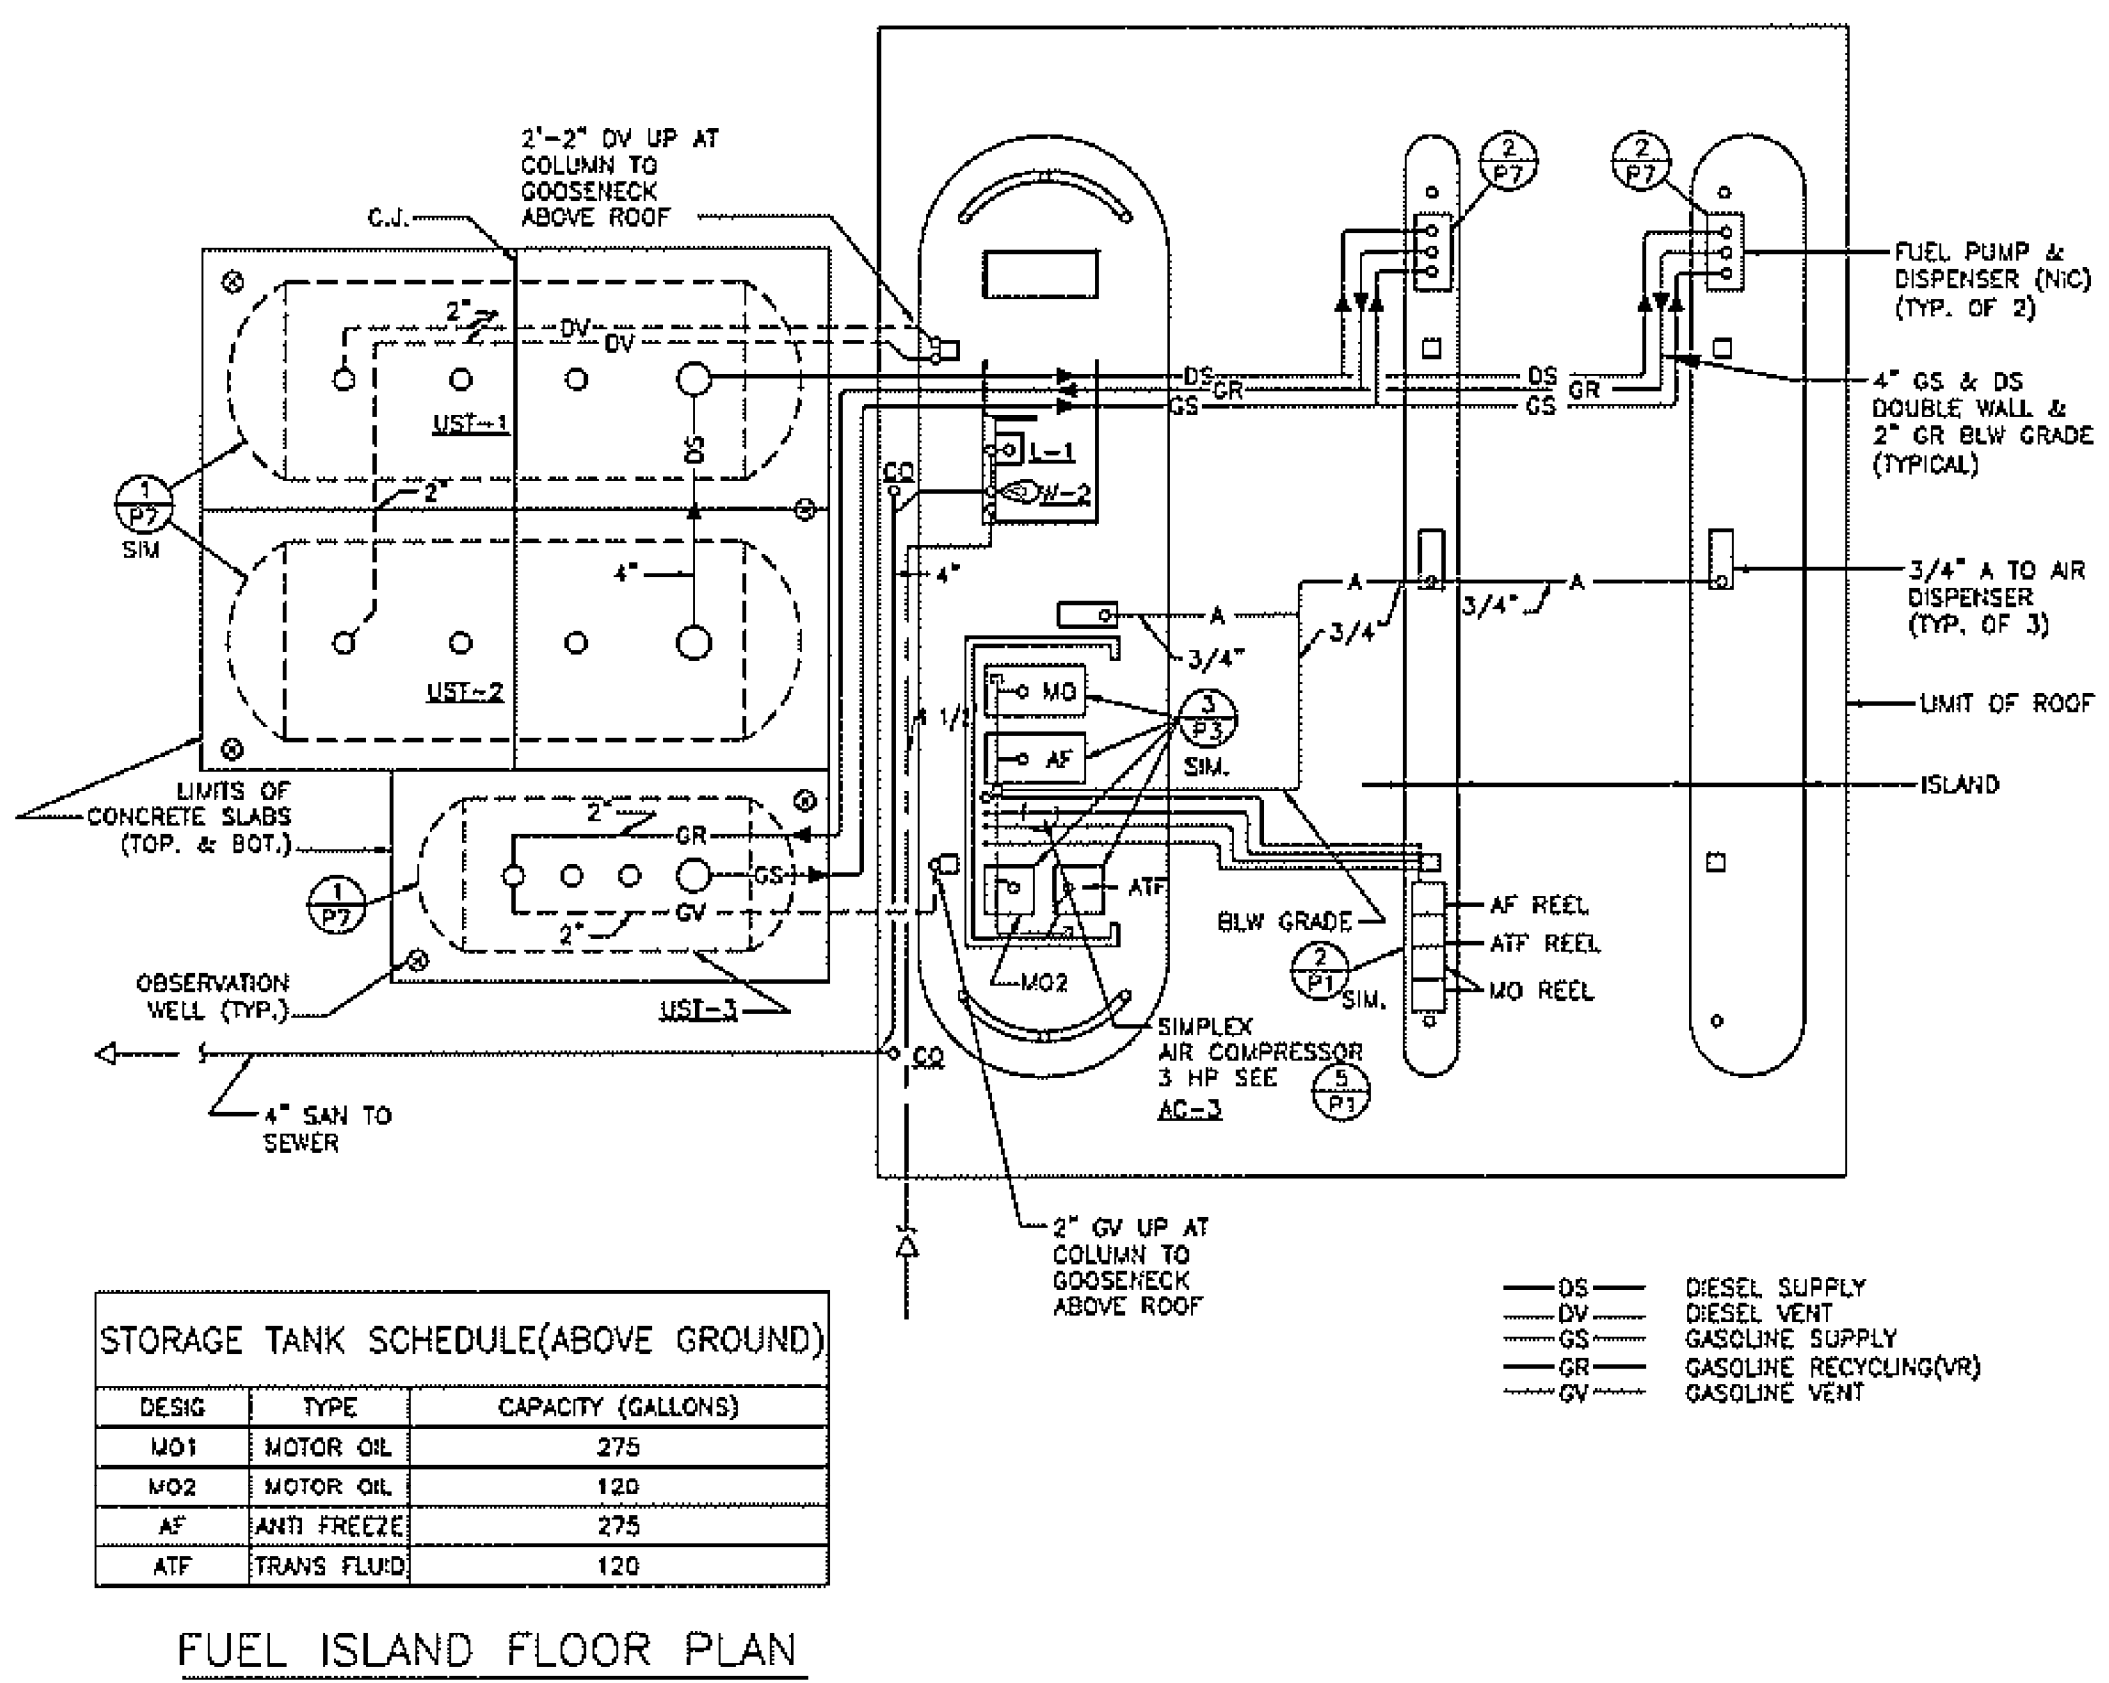 2'-2" DV UP AT
COLUMN TO
GOOSENECK
ABOVE ROOF
C.J.
2"
DV
DV
UST-1
DS
2"
1
P7
SIM
4"
UST-2
LIMITS OF
CONCRETE SLABS
(TOP. & BOT.)
2"
GR
GS
GV
2"
1
P7
OBSERVATION
WELL (TYP.)
UST-3
4" SAN TO
SEWER
CO
CO
4"
L-1
W-2
DS
GR
GS
DS
GR
GS
2
P7
2
P7
FUEL PUMP &
DISPENSER (NIC)
(TYP. OF 2)
4" GS & DS
DOUBLE WALL &
2" GR BLW GRADE
(TYPICAL)
A
A
A
3/4"
3/4"
3/4"
3/4" A TO AIR
DISPENSER
(TYP. OF 3)
LIMIT OF ROOF
ISLAND
MO
AF
3
P3
SIM.
ATF
MO2
BLW GRADE
2
P1
SIM.
AF REEL
ATF REEL
MO REEL
SIMPLEX
AIR COMPRESSOR
3 HP SEE
AC-3
5
2" GV UP AT
COLUMN TO
GOOSENECK
ABOVE ROOF
DS DIESEL SUPPLY
DV DIESEL VENT
GS GASOLINE SUPPLY
GR GASOLINE RECYCLING(VR)
GV GASOLINE VENT
STORAGE TANK SCHEDULE(ABOVE GROUND)
DESIG TYPE CAPACITY (GALLONS)
MO1 MOTOR OIL 275
MO2 MOTOR OIL 120
AF ANTI FREEZE 275
ATF TRANS FLUID 120
FUEL ISLAND FLOOR PLAN